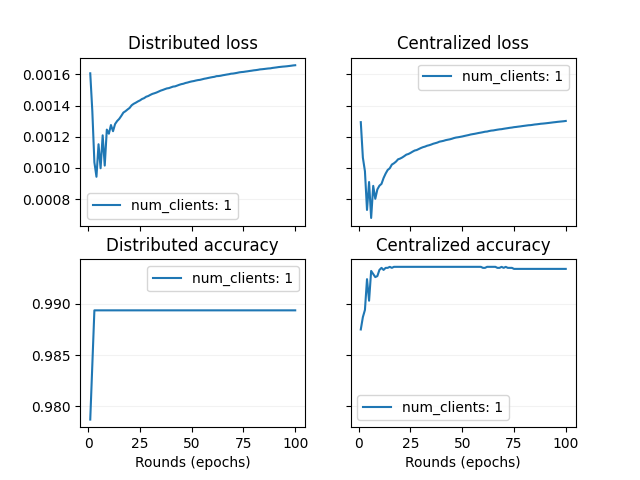 Distributed loss
Centralized loss
0.0016
0.0014
0.0012
0.0010
0.0008
num_clients: 1
num_clients: 1
Distributed accuracy
Centralized accuracy
0.990
0.985
0.980
num_clients: 1
num_clients: 1
0 25 50 75 100
0 25 50 75 100
Rounds (epochs)
Rounds (epochs)